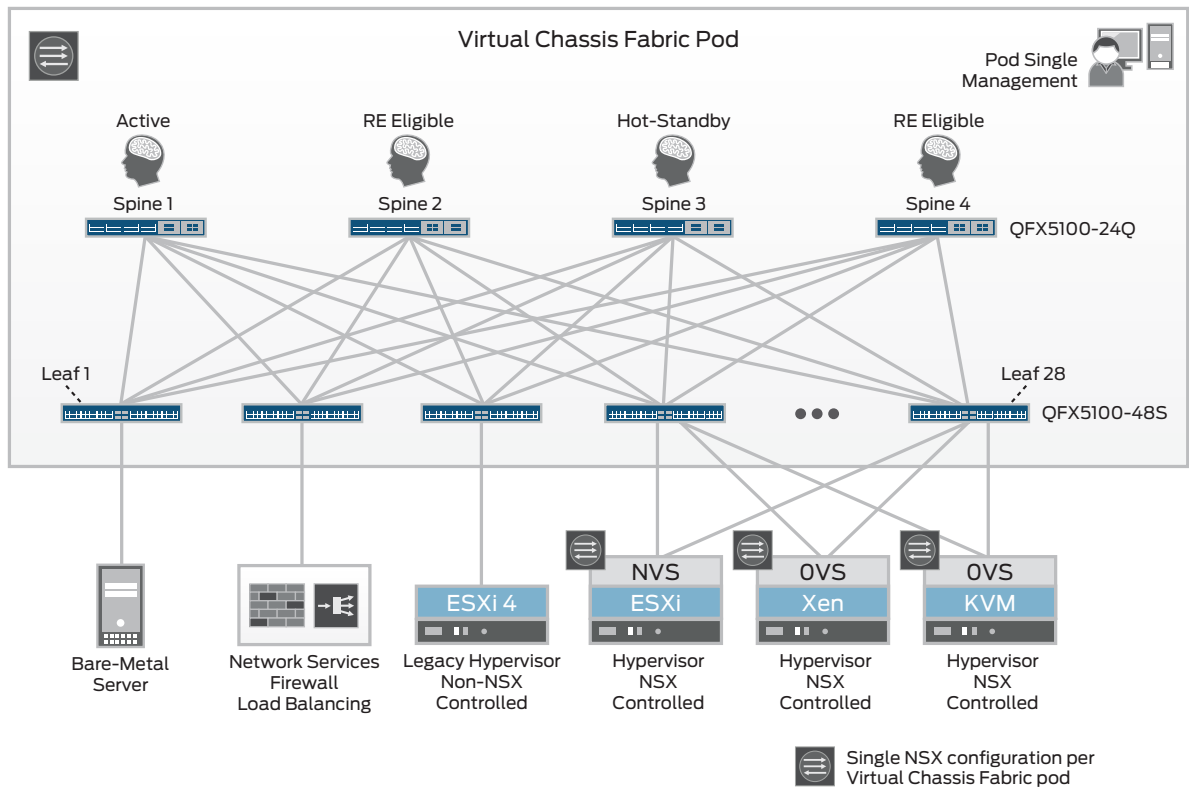 Virtual Chassis Fabric Pod
Pod Single
Management
Active
RE Eligible
Hot-Standby
RE Eligible
Spine 1
Spine 2
Spine 3
Spine 4
QFX5100-24Q
Leaf 1
Leaf 28
QFX5100-48S
NVS
0VS
0VS
ESXi 4
ESXi
Xen
KVM
Bare-Metal
Server
Network Services
Firewall
Load Balancing
Legacy Hypervisor
Non-NSX
Controlled
Hypervisor
NSX
Controlled
Hypervisor
NSX
Controlled
Hypervisor
NSX
Controlled
Single NSX configuration per
Virtual Chassis Fabric pod